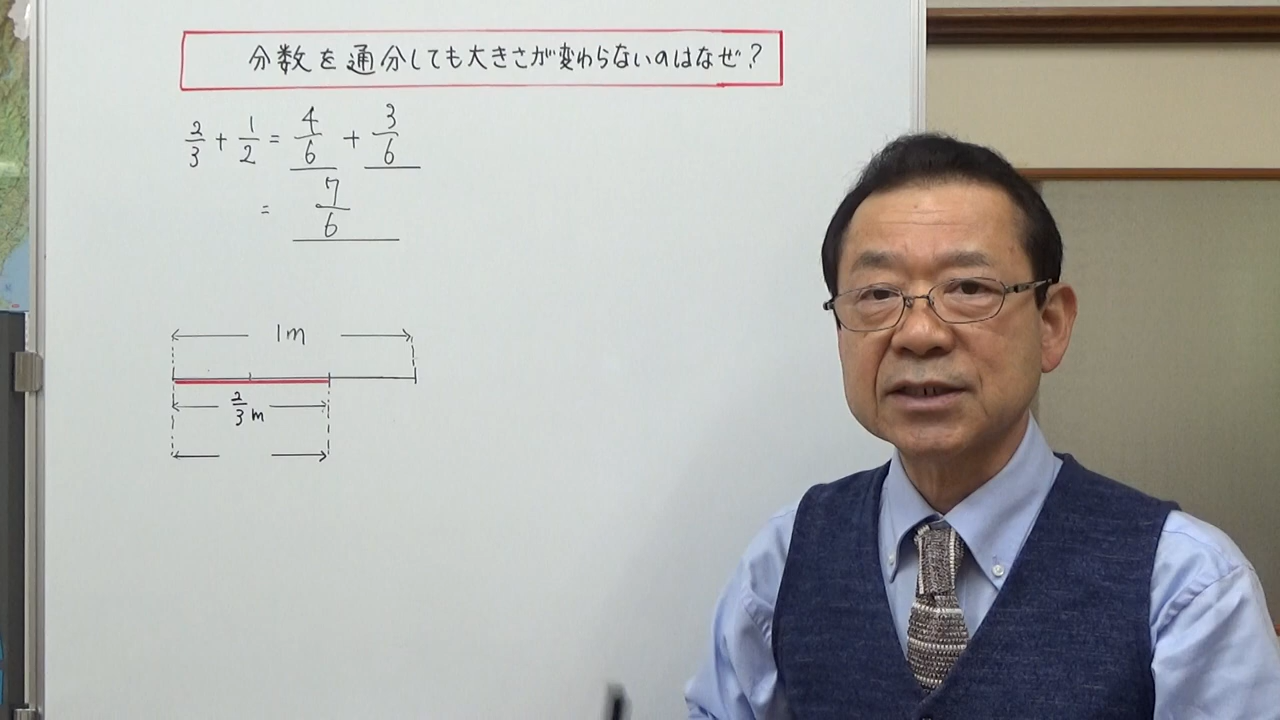 分数を通分しても大きさが変わらないのはなぜ？
2/3 + 1/2 = 4/6 + 3/6
= 7/6
1m
2/3 m